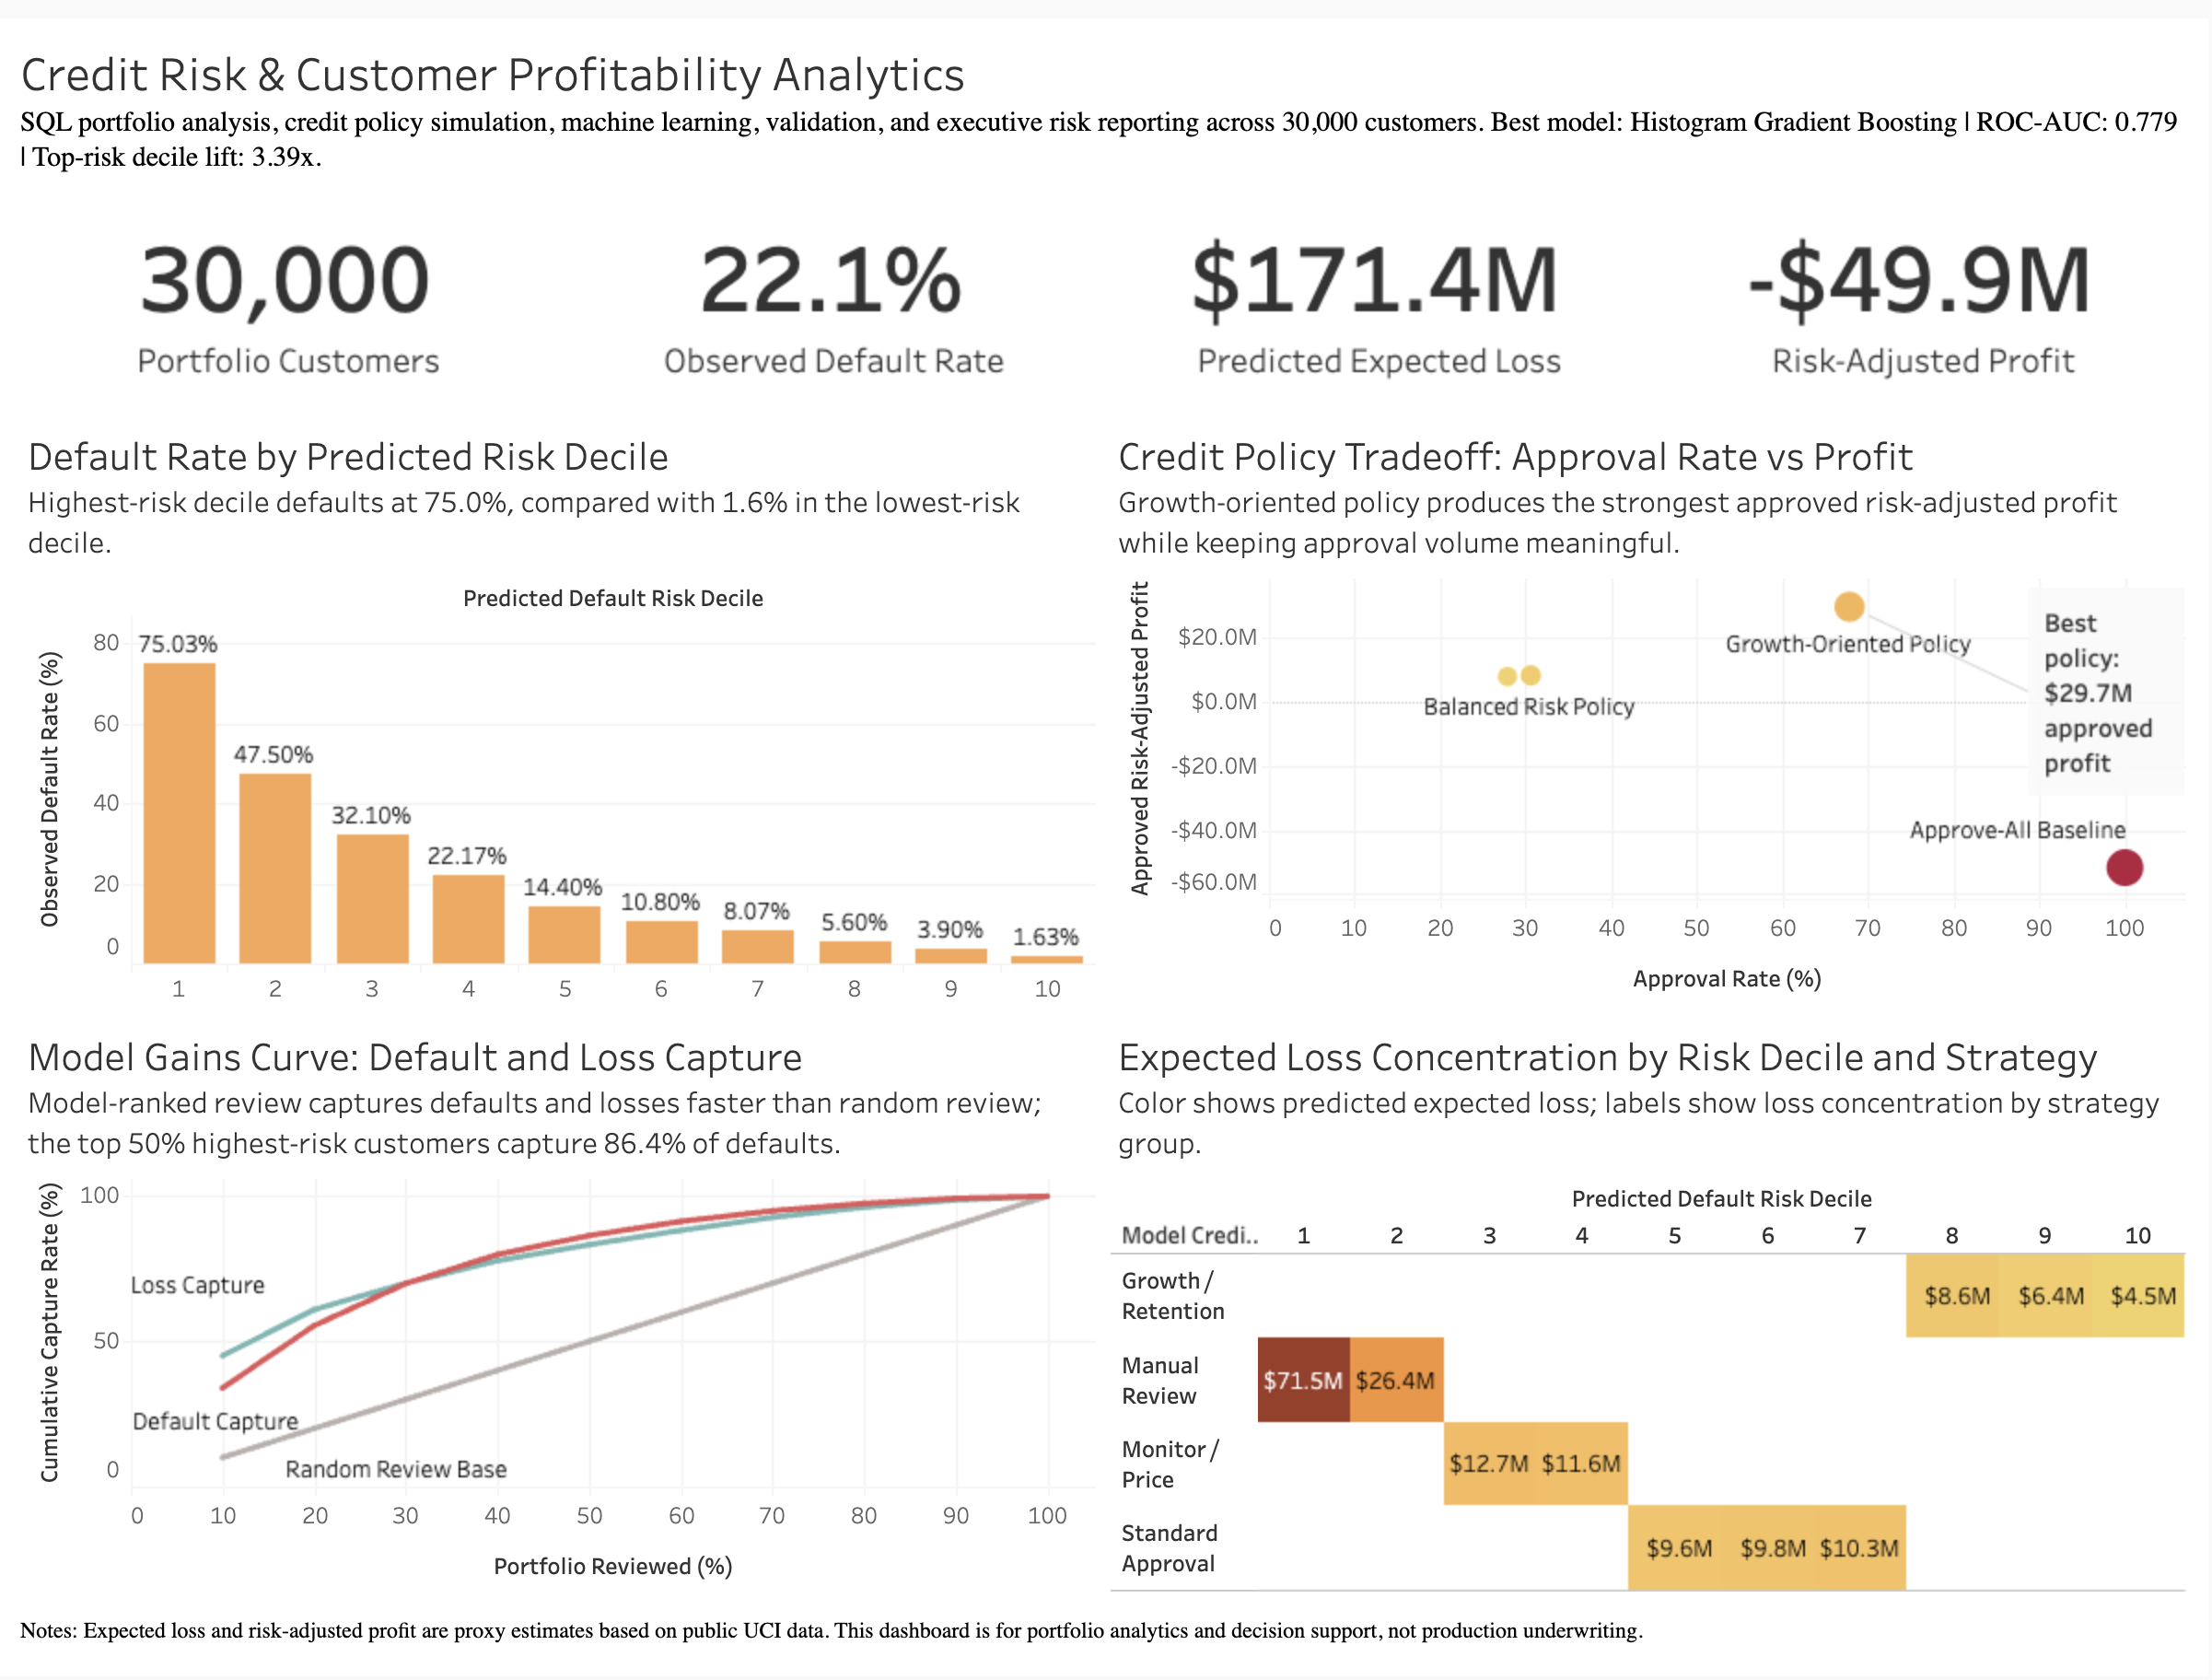 Credit Risk & Customer Profitability Analytics
SQL portfolio analysis, credit policy simulation, machine learning, validation, and executive risk reporting across 30,000 customers. Best model: Histogram Gradient Boosting | ROC-AUC: 0.779
| Top-risk decile lift: 3.39x.
30,000
Portfolio Customers
22.1%
Observed Default Rate
$171.4M
Predicted Expected Loss
-$49.9M
Risk-Adjusted Profit
Default Rate by Predicted Risk Decile
Highest-risk decile defaults at 75.0%, compared with 1.6% in the lowest-risk
decile.
Predicted Default Risk Decile
Observed Default Rate (%)
80
60
40
20
0
75.03%
47.50%
32.10%
22.17%
14.40%
10.80%
8.07%
5.60%
3.90%
1.63%
1 2 3 4 5 6 7 8 9 10
Credit Policy Tradeoff: Approval Rate vs Profit
Growth-oriented policy produces the strongest approved risk-adjusted profit
while keeping approval volume meaningful.
Approved Risk-Adjusted Profit
$20.0M
$0.0M
-$20.0M
-$40.0M
-$60.0M
Growth-Oriented Policy
Balanced Risk Policy
Best
policy:
$29.7M
approved
profit
Approve-All Baseline
0 10 20 30 40 50 60 70 80 90 100
Approval Rate (%)
Model Gains Curve: Default and Loss Capture
Model-ranked review captures defaults and losses faster than random review;
the top 50% highest-risk customers capture 86.4% of defaults.
Cumulative Capture Rate (%)
100
50
0
Loss Capture
Default Capture
Random Review Base
0 10 20 30 40 50 60 70 80 90 100
Portfolio Reviewed (%)
Expected Loss Concentration by Risk Decile and Strategy
Color shows predicted expected loss; labels show loss concentration by strategy
group.
Predicted Default Risk Decile
Model Credi.. 1 2 3 4 5 6 7 8 9 10
Growth /
Retention
$8.6M $6.4M $4.5M
Manual
Review
$71.5M $26.4M
Monitor /
Price
$12.7M $11.6M
Standard
Approval
$9.6M $9.8M $10.3M
Notes: Expected loss and risk-adjusted profit are proxy estimates based on public UCI data. This dashboard is for portfolio analytics and decision support, not production underwriting.